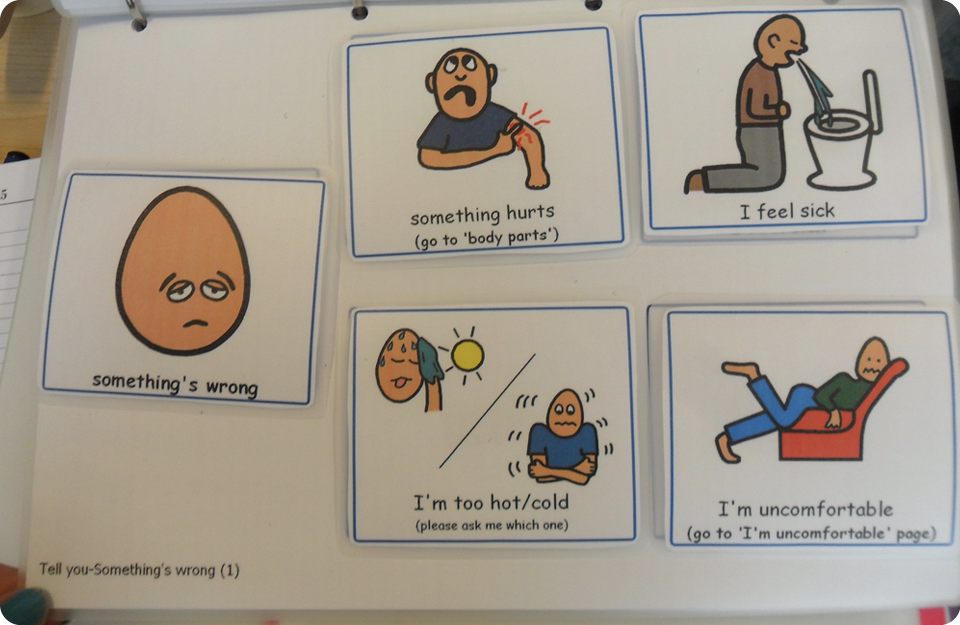 something's wrong
something hurts
(go to 'body parts')
I feel sick
I'm too hot/cold
(please ask me which one)
I'm uncomfortable
(go to 'I'm uncomfortable' page)
Tell you-Something's wrong (1)
5